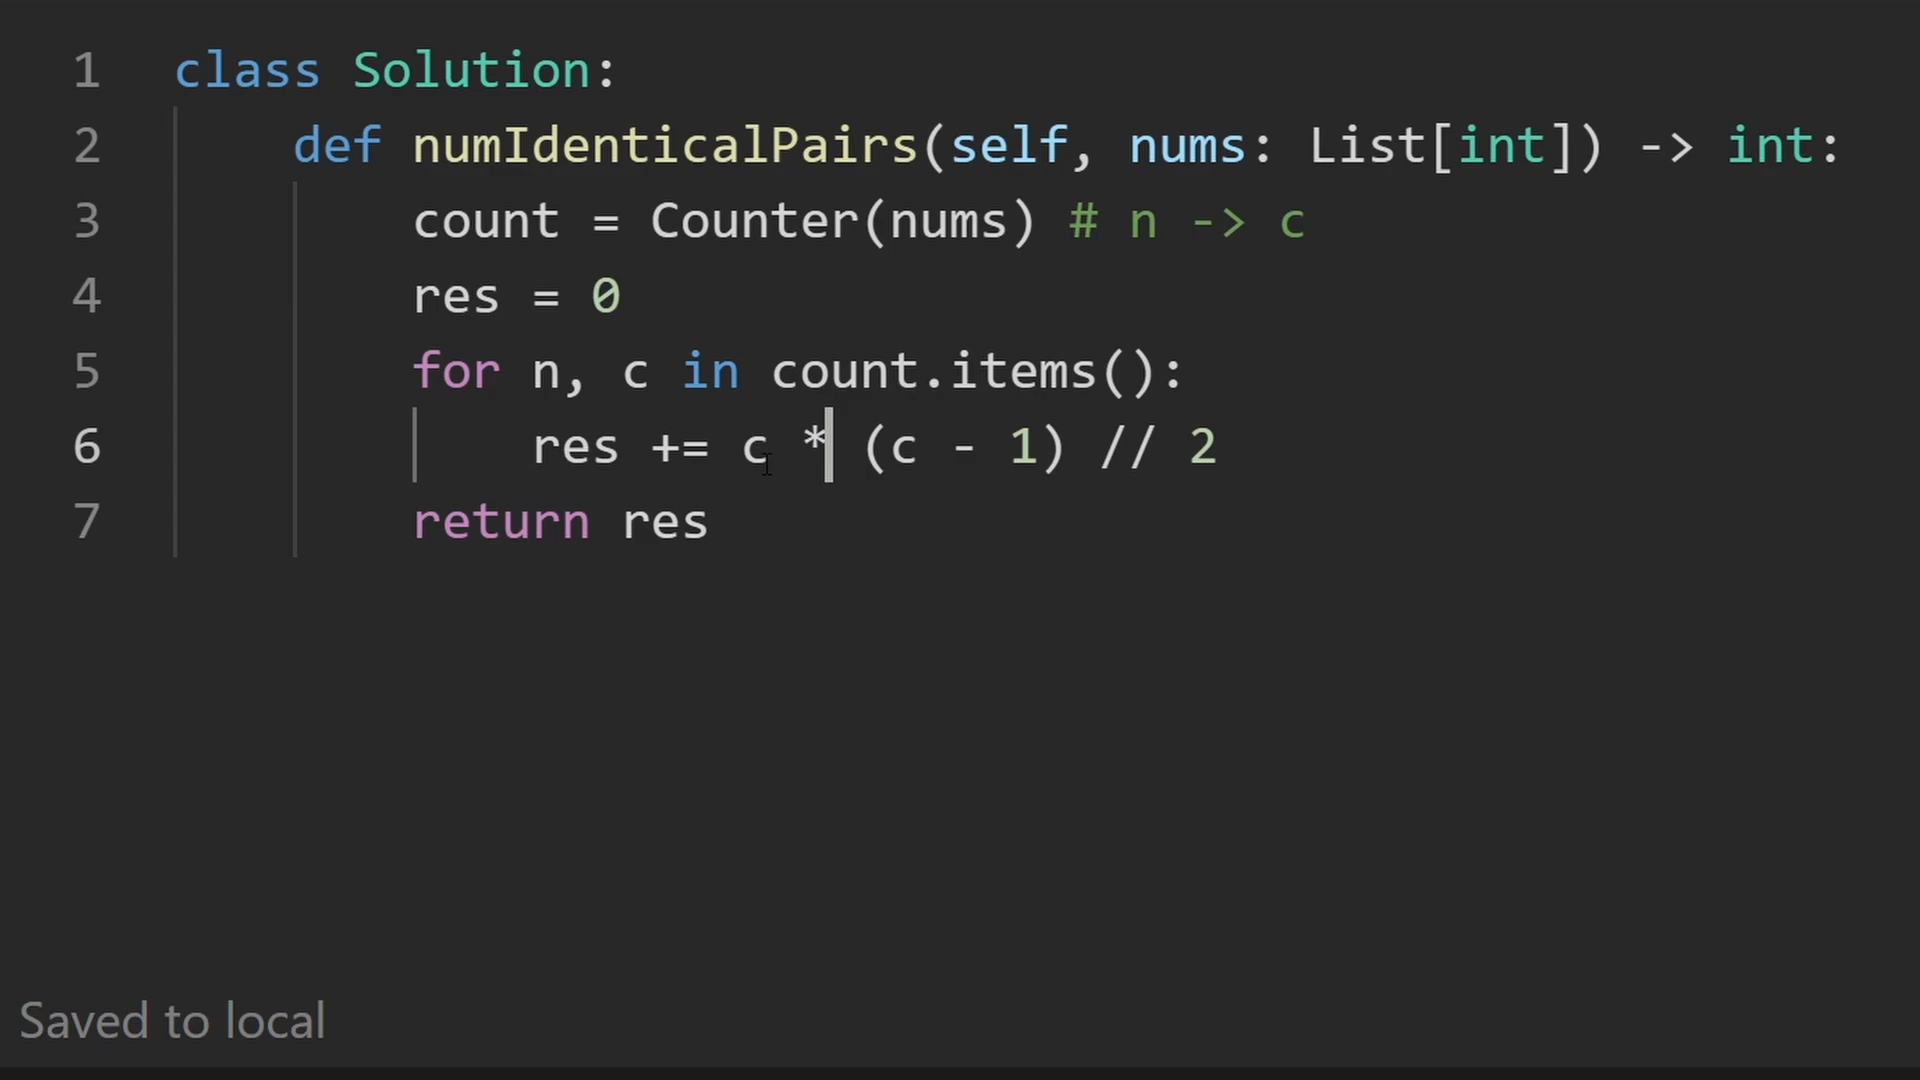 1 class Solution:
2 def numIdenticalPairs(self, nums: List[int]) -> int:
3 count = Counter(nums) # n -> c
4 res = 0
5 for n, c in count.items():
6 res += c * (c - 1) // 2
7 return res
Saved to local